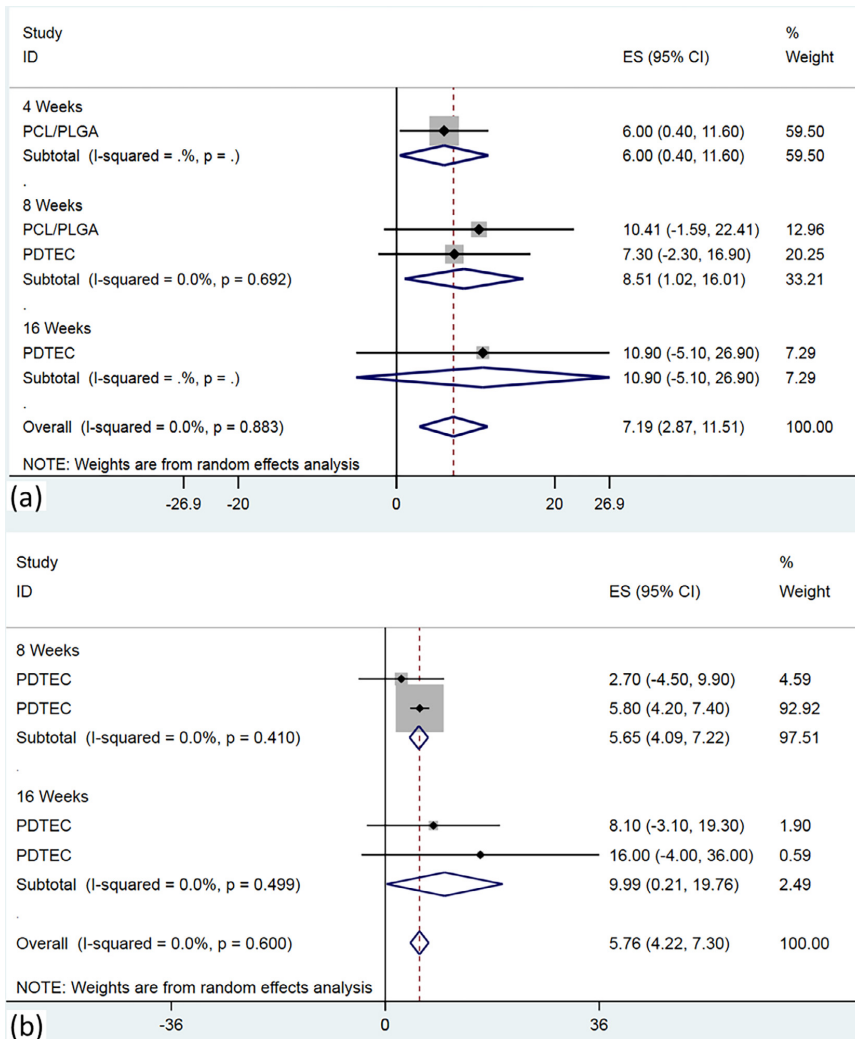 Study % 
ID ES (95% CI) Weight
4 Weeks
PCL/PLGA 6.00 (0.40, 11.60) 59.50
Subtotal (I-squared = .%, p = .) 6.00 (0.40, 11.60) 59.50
.
8 Weeks
PCL/PLGA 10.41 (-1.59, 22.41) 12.96
PDTEC 7.30 (-2.30, 16.90) 20.25
Subtotal (I-squared = 0.0%, p = 0.692) 8.51 (1.02, 16.01) 33.21
.
16 Weeks
PDTEC 10.90 (-5.10, 26.90) 7.29
Subtotal (I-squared = .%, p = .) 10.90 (-5.10, 26.90) 7.29
.
Overall (I-squared = 0.0%, p = 0.883) 7.19 (2.87, 11.51) 100.00
NOTE: Weights are from random effects analysis
(a)
-26.9 -20 0 20 26.9
Study %
ID ES (95% CI) Weight
8 Weeks
PDTEC 2.70 (-4.50, 9.90) 4.59
PDTEC 5.80 (4.20, 7.40) 92.92
Subtotal (I-squared = 0.0%, p = 0.410) 5.65 (4.09, 7.22) 97.51
.
16 Weeks
PDTEC 8.10 (-3.10, 19.30) 1.90
PDTEC 16.00 (-4.00, 36.00) 0.59
Subtotal (I-squared = 0.0%, p = 0.499) 9.99 (0.21, 19.76) 2.49
.
Overall (I-squared = 0.0%, p = 0.600) 5.76 (4.22, 7.30) 100.00
NOTE: Weights are from random effects analysis
(b)
-36 0 36